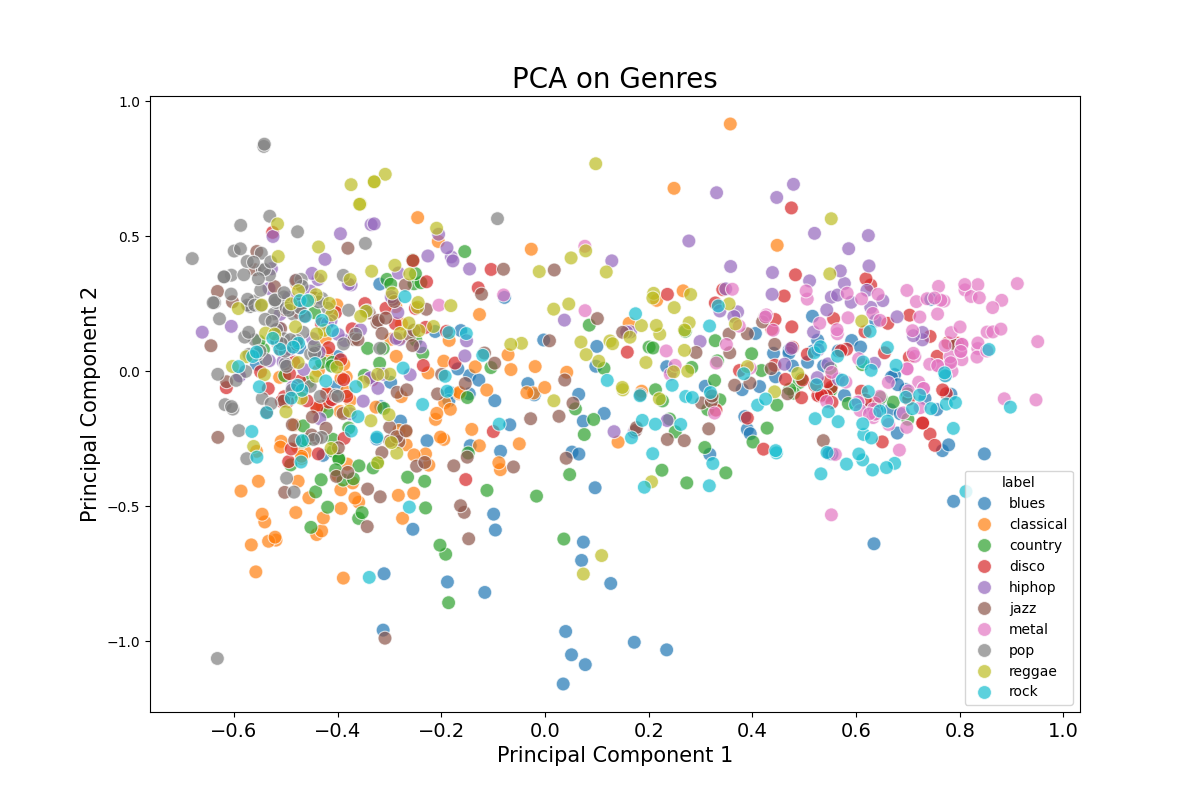 PCA on Genres
Principal Component 2
1.0
0.5
0.0
−0.5
−1.0
−0.6 −0.4 −0.2 0.0 0.2 0.4 0.6 0.8 1.0
Principal Component 1
label
blues
classical
country
disco
hiphop
jazz
metal
pop
reggae
rock